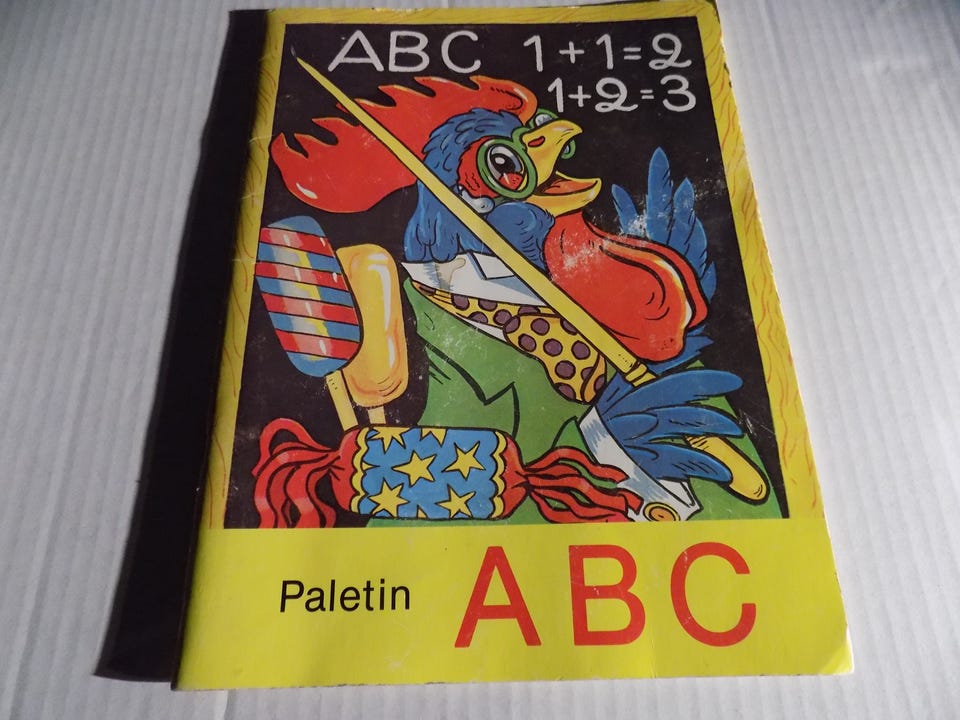 ABC 1+1=2
1+2=3
Paletin ABC